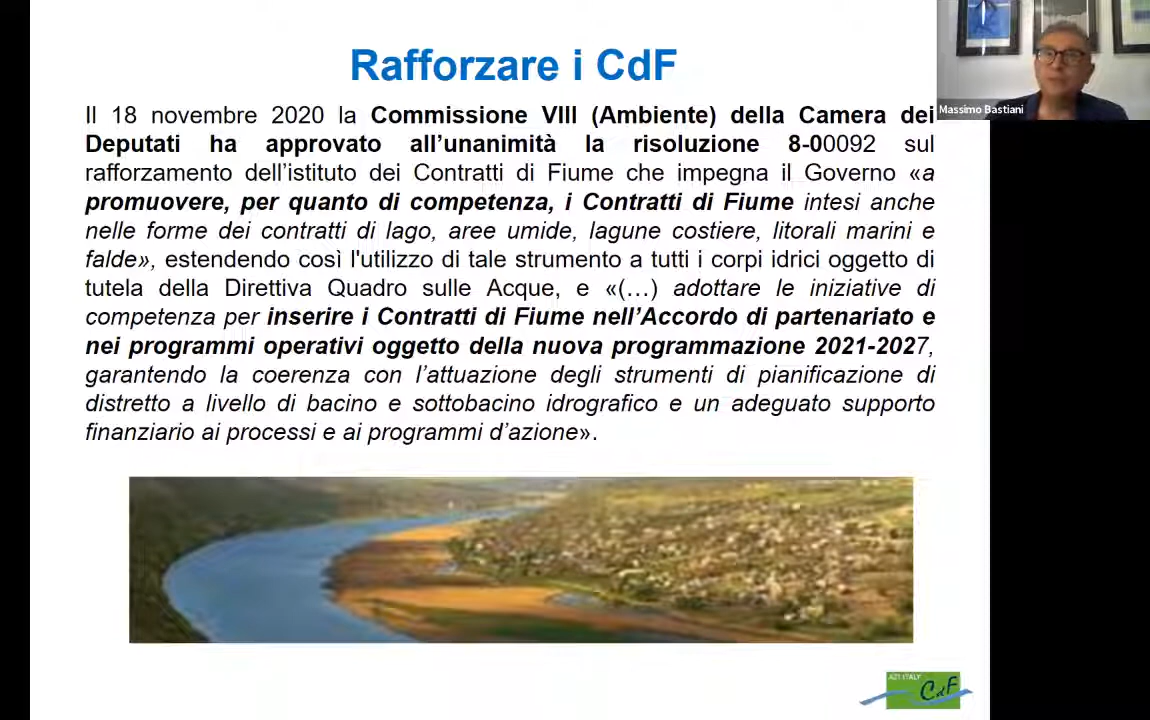 Rafforzare i CdF
Massimo Bastiani
Il 18 novembre 2020 la Commissione VIII (Ambiente) della Camera dei
Deputati ha approvato all’unanimità la risoluzione 8-00092 sul
rafforzamento dell’istituto dei Contratti di Fiume che impegna il Governo «a
promuovere, per quanto di competenza, i Contratti di Fiume intesi anche
nelle forme dei contratti di lago, aree umide, lagune costiere, litorali marini e
falde», estendendo così l'utilizzo di tale strumento a tutti i corpi idrici oggetto di
tutela della Direttiva Quadro sulle Acque, e «(…) adottare le iniziative di
competenza per inserire i Contratti di Fiume nell’Accordo di partenariato e
nei programmi operativi oggetto della nuova programmazione 2021-2027,
garantendo la coerenza con l’attuazione degli strumenti di pianificazione di
distretto a livello di bacino e sottobacino idrografico e un adeguato supporto
finanziario ai processi e ai programmi d’azione».
A21 ITALY
CdF